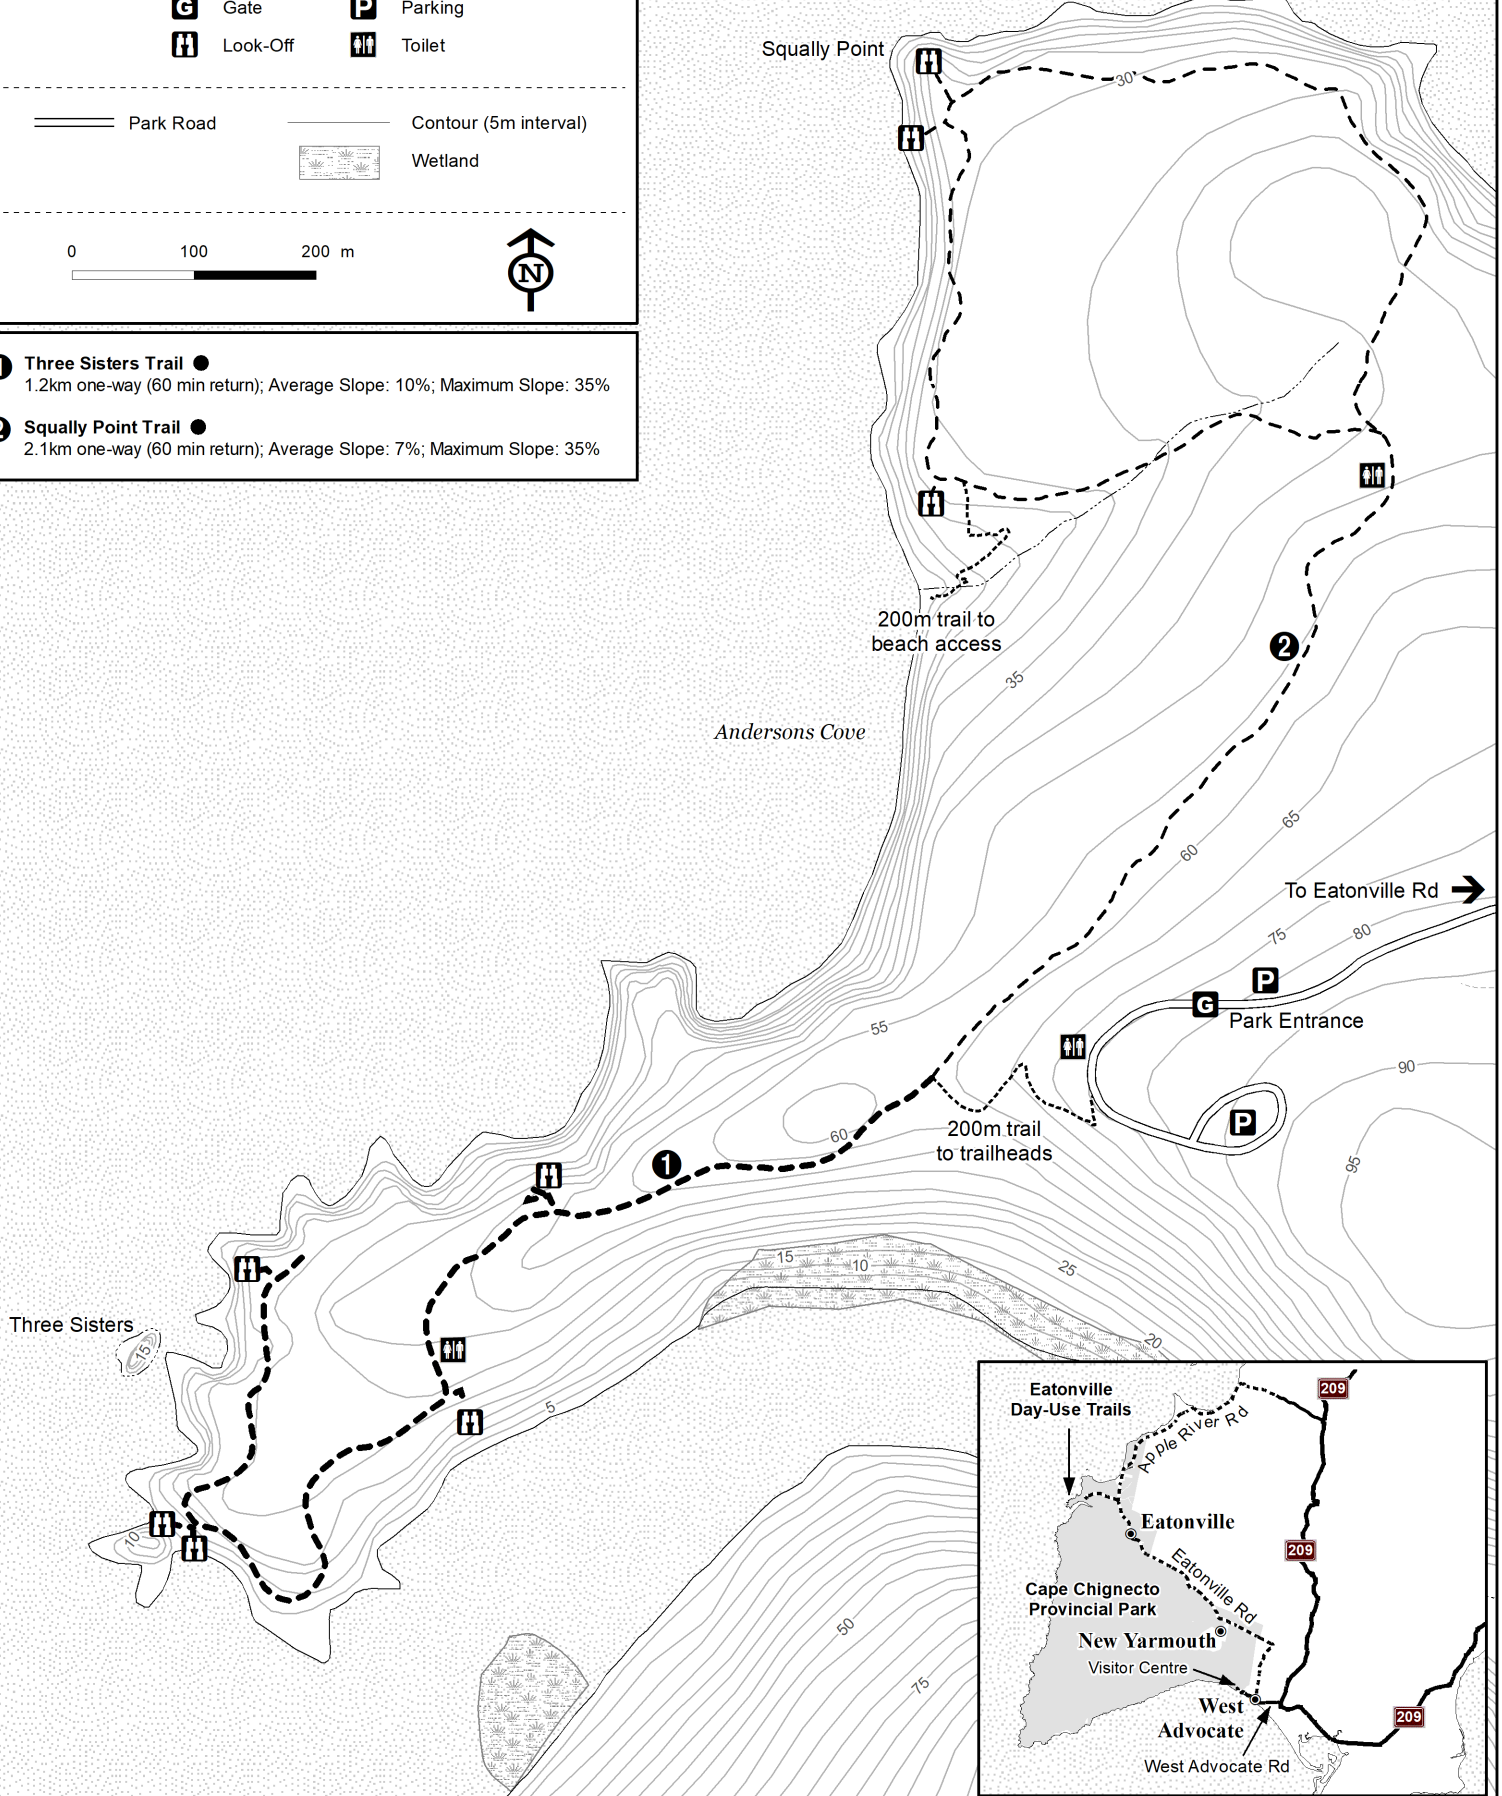 G Gate P Parking
Look-Off Toilet
Park Road Contour (5m interval)
Wetland
0 100 200 m
N
Three Sisters Trail
1.2km one-way (60 min return); Average Slope: 10%; Maximum Slope: 35%
2 Squally Point Trail
2.1km one-way (60 min return); Average Slope: 7%; Maximum Slope: 35%
Squally Point
30
200m trail to
beach access
2
35
Andersons Cove
65
60
To Eatonville Rd
75
80
P
G
Park Entrance
55
90
P
60
200m trail
to trailheads
1
95
15
10
25
20
Three Sisters
15
5
10
50
75
Eatonville
Day-Use Trails
209
Apple River Rd
Eatonville
209
Eatonville Rd
Cape Chignecto
Provincial Park
New Yarmouth
Visitor Centre
West
Advocate
209
West Advocate Rd